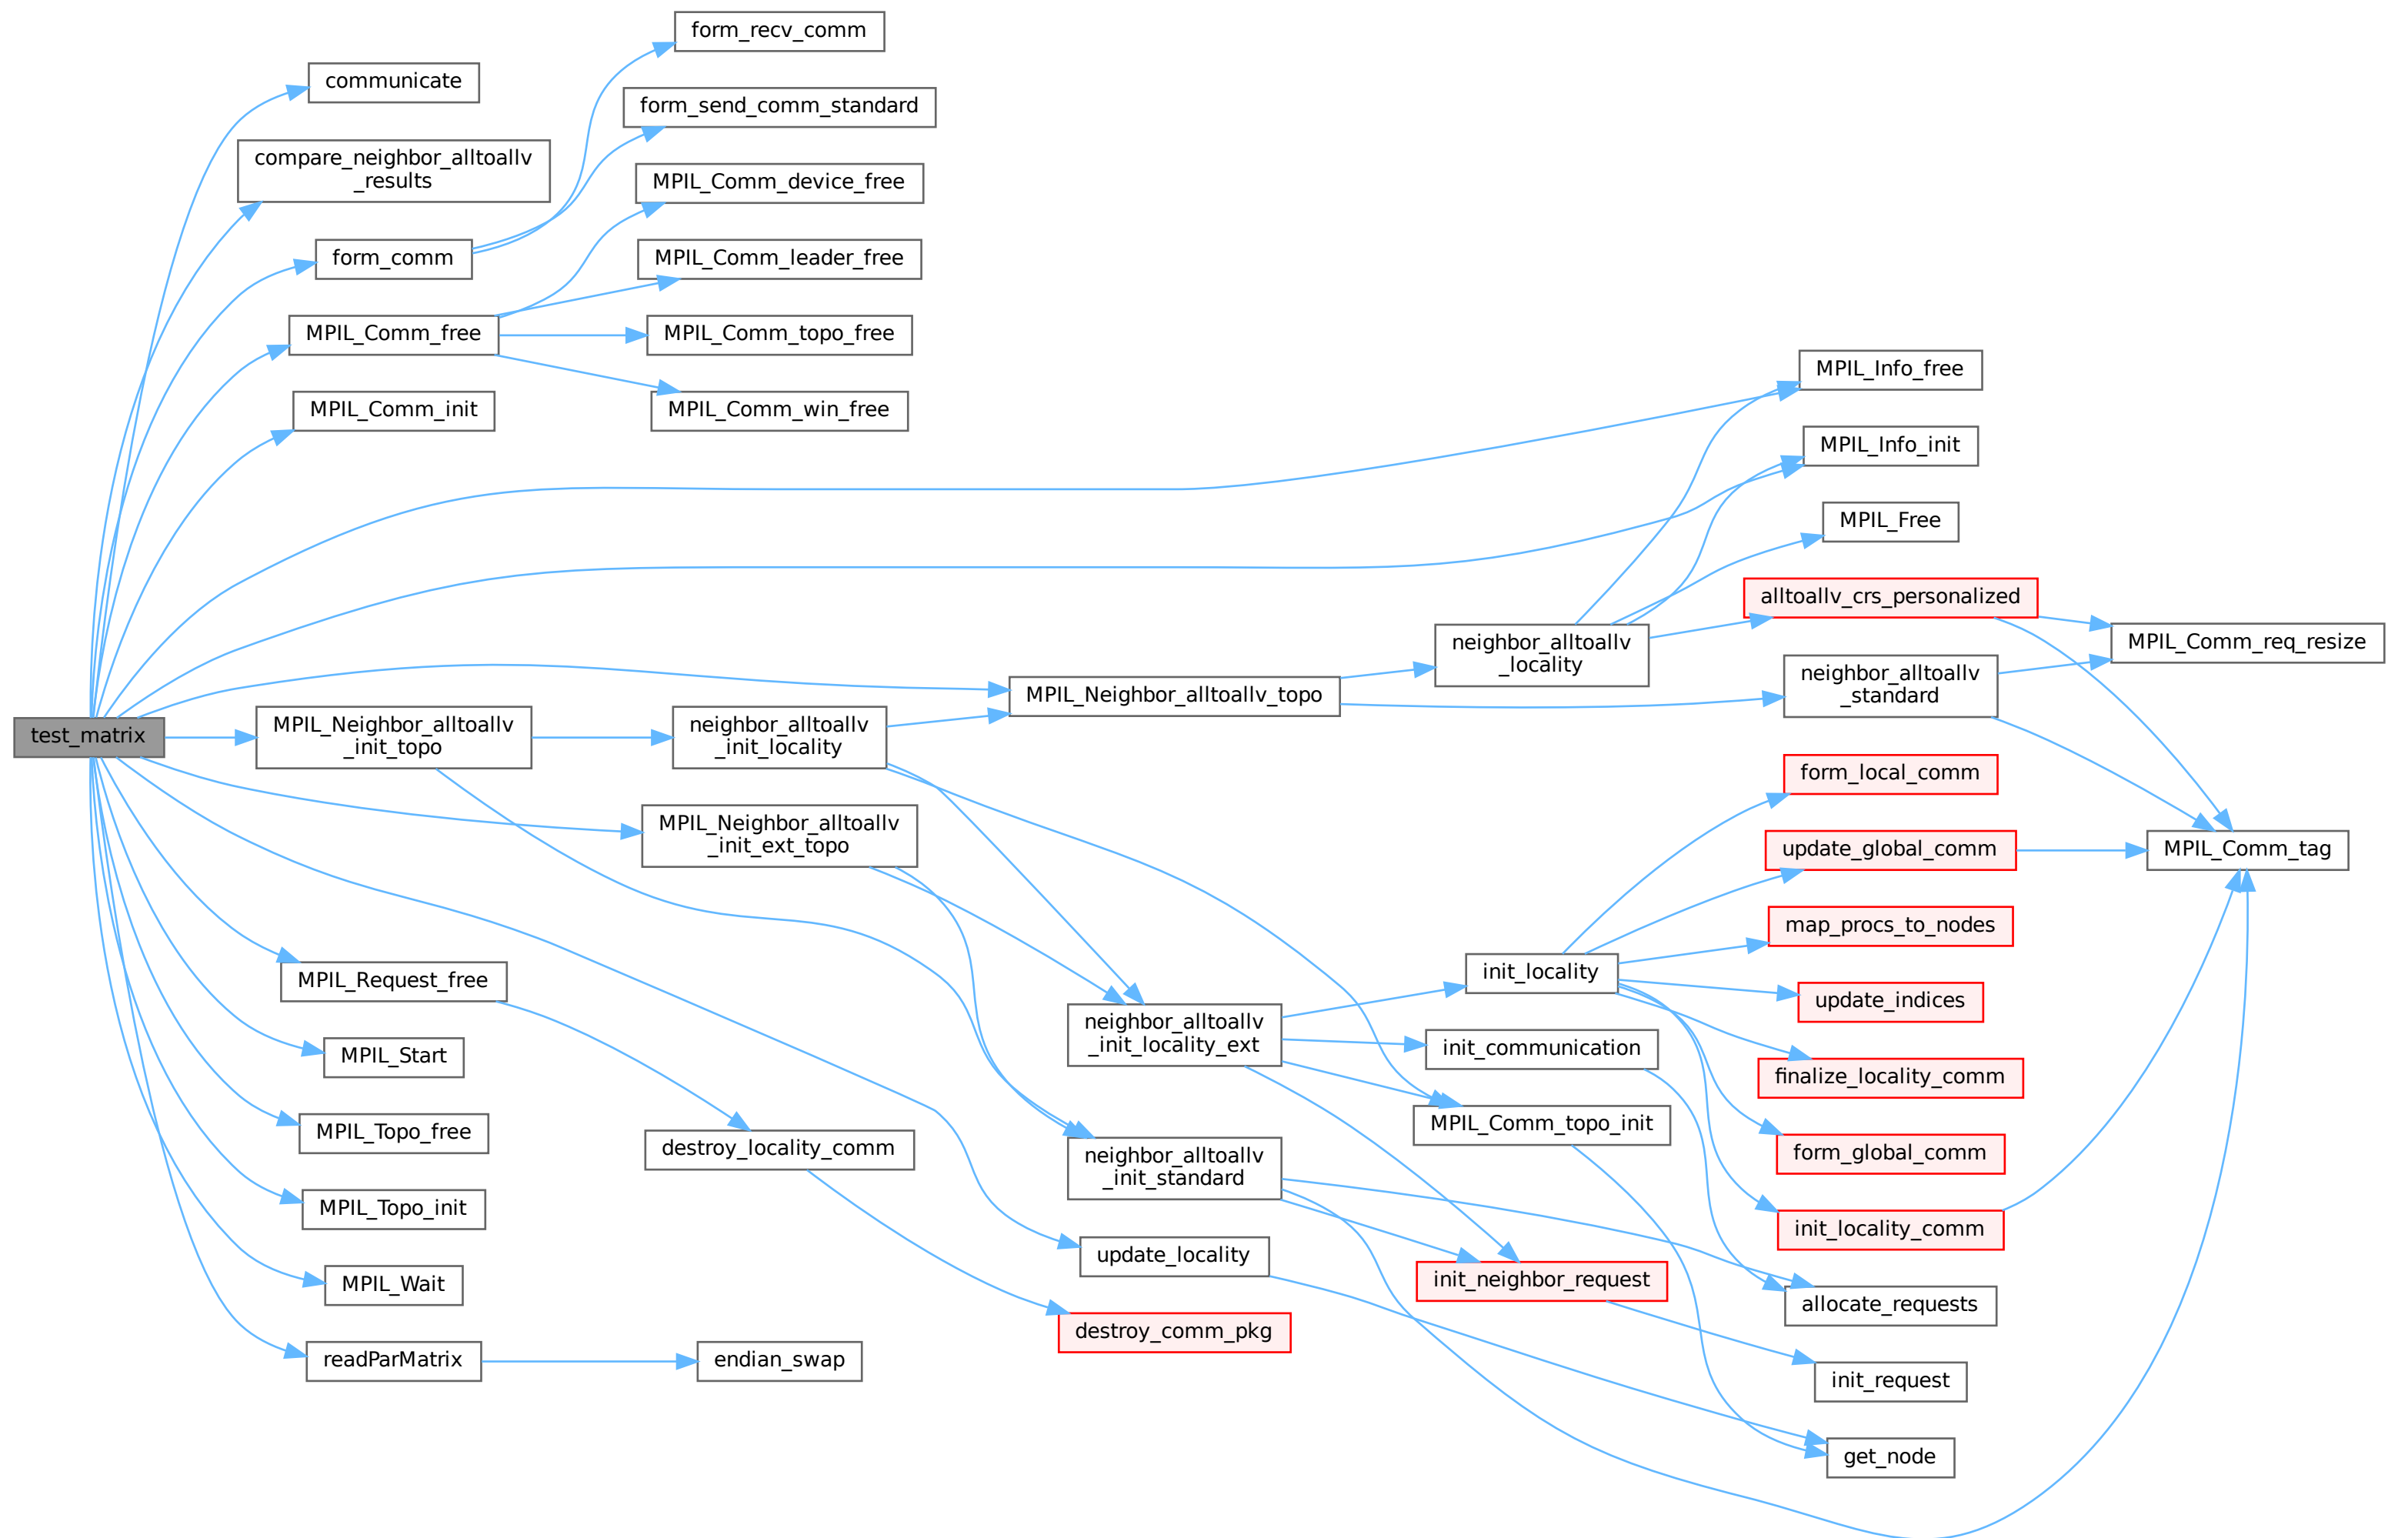 form_recv_comm
communicate
form_send_comm_standard
compare_neighbor_alltoallv
_results
MPIL_Comm_device_free
form_comm
MPIL_Comm_leader_free
MPIL_Comm_free
MPIL_Comm_topo_free
MPIL_Comm_init
MPIL_Comm_win_free
MPIL_Info_free
MPIL_Info_init
MPIL_Free
alltoallv_crs_personalized
neighbor_alltoallv
_locality
MPIL_Comm_req_resize
neighbor_alltoallv
_standard
MPIL_Neighbor_alltoallv_topo
test_matrix
MPIL_Neighbor_alltoallv
_init_topo
neighbor_alltoallv
_init_locality
form_local_comm
MPIL_Neighbor_alltoallv
_init_ext_topo
update_global_comm
MPIL_Comm_tag
map_procs_to_nodes
init_locality
MPIL_Request_free
update_indices
neighbor_alltoallv
_init_locality_ext
init_communication
MPIL_Start
finalize_locality_comm
MPIL_Topo_free
MPIL_Comm_topo_init
destroy_locality_comm
form_global_comm
neighbor_alltoallv
_init_standard
MPIL_Topo_init
init_locality_comm
update_locality
MPIL_Wait
init_neighbor_request
allocate_requests
destroy_comm_pkg
readParMatrix
endian_swap
init_request
get_node